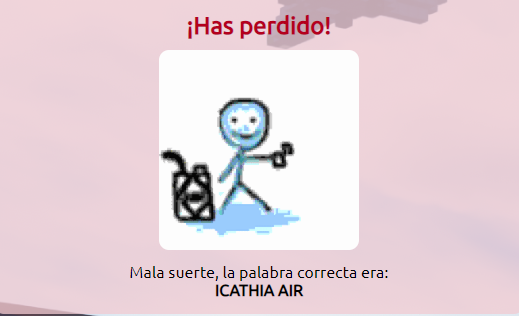 ¡Has perdido!
Mala suerte, la palabra correcta era:
ICATHIA AIR